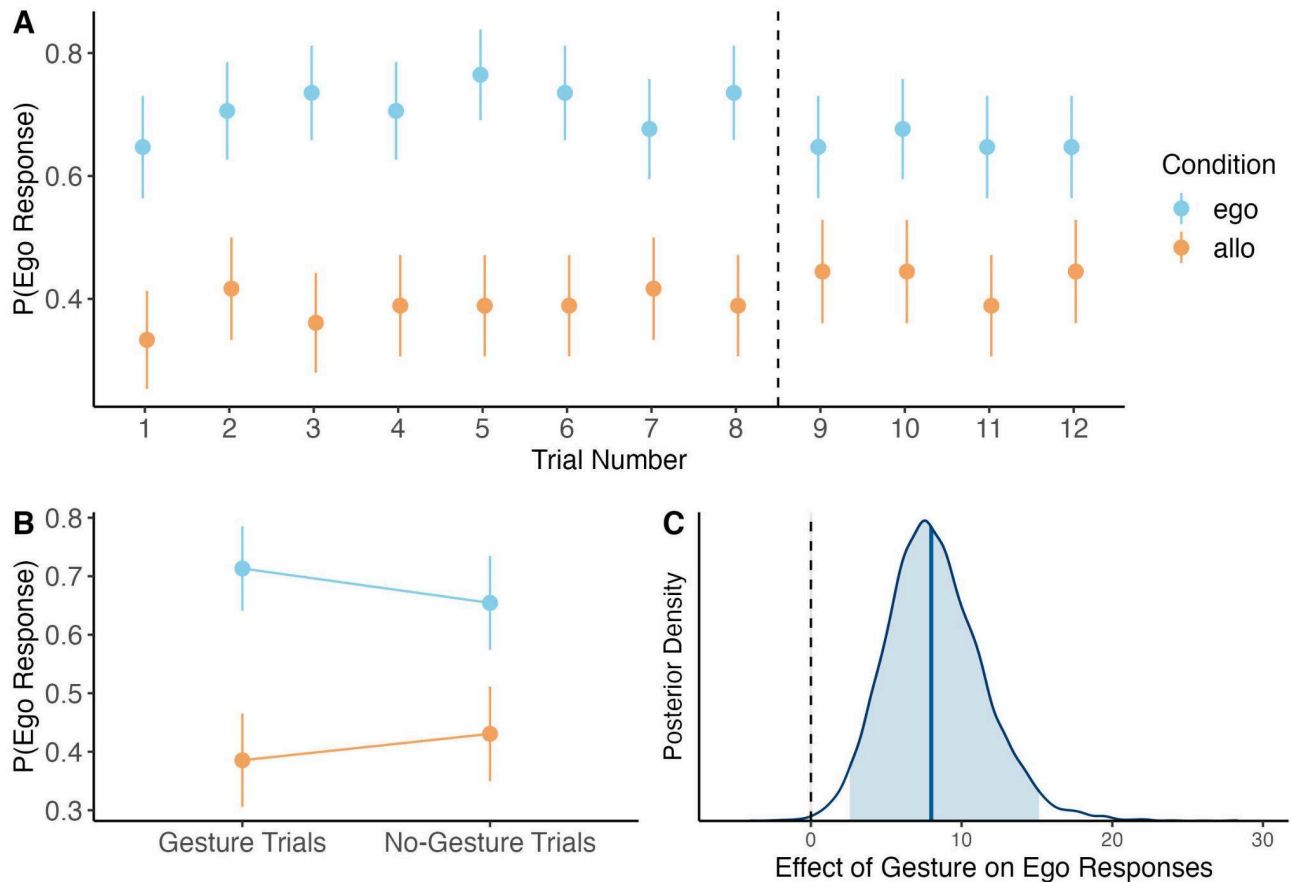 A
P(Ego Response)
0.8
0.6
0.4
1 2 3 4 5 6 7 8 9 10 11 12
Trial Number
Condition
ego
allo
B
P(Ego Response)
0.8
0.7
0.6
0.5
0.4
0.3
Gesture Trials No-Gesture Trials
C
Posterior Density
0 10 20 30
Effect of Gesture on Ego Responses